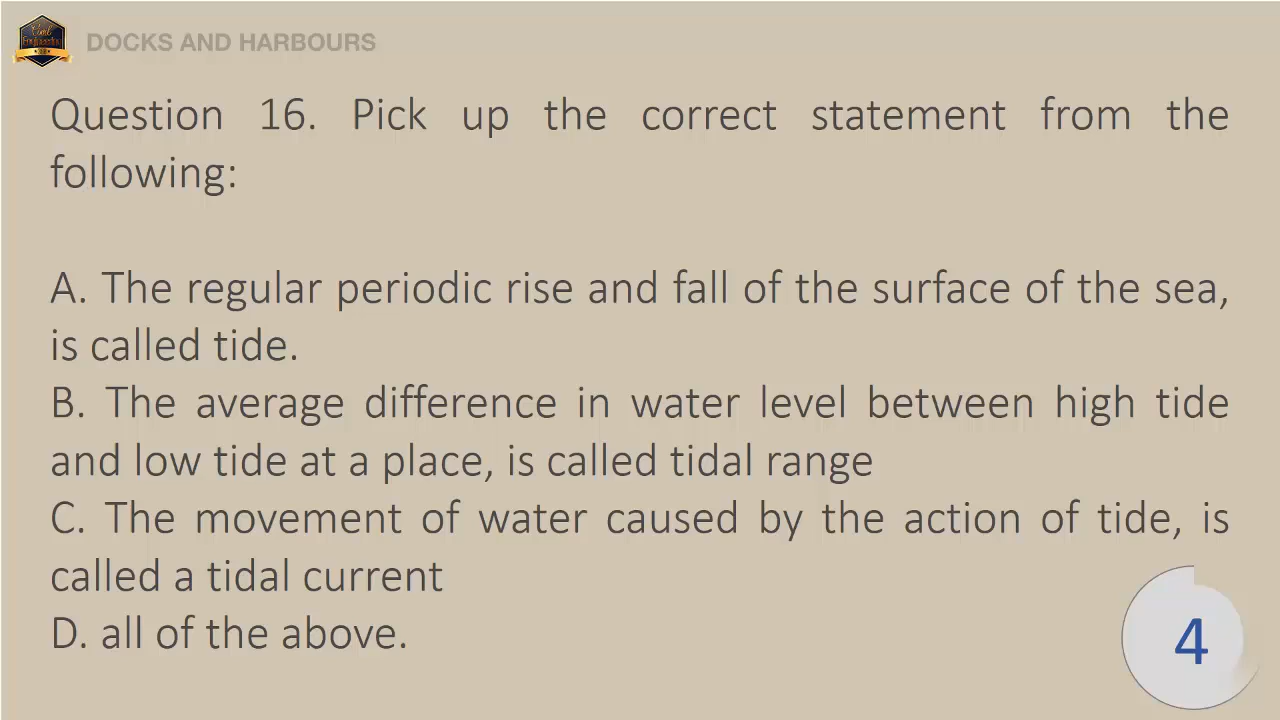 Civil
Engineering
DOCKS AND HARBOURS
Question 16. Pick up the correct statement from the
following:
A. The regular periodic rise and fall of the surface of the sea,
is called tide.
B. The average difference in water level between high tide
and low tide at a place, is called tidal range
C. The movement of water caused by the action of tide, is
called a tidal current
D. all of the above.
4